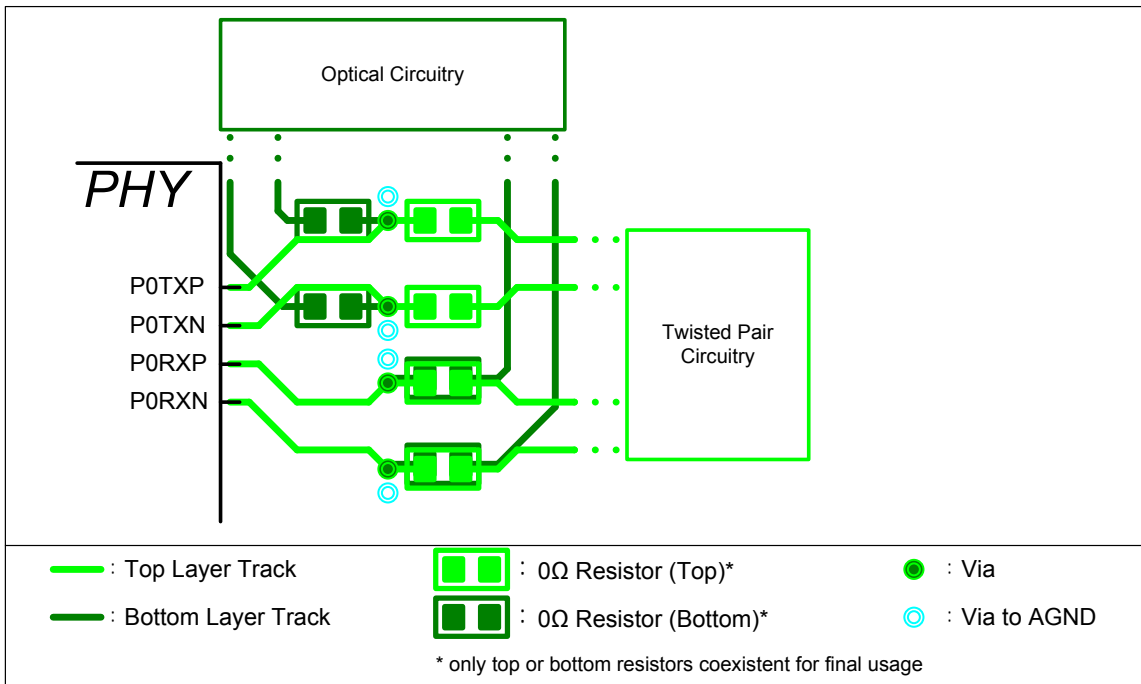 Optical Circuitry
PHY
P0TXP
P0TXN
P0RXP
P0RXN
Twisted Pair
Circuitry
: Top Layer Track
: Bottom Layer Track
: 0Ω Resistor (Top)*
: 0Ω Resistor (Bottom)*
* only top or bottom resistors coexistent for final usage
: Via
: Via to AGND